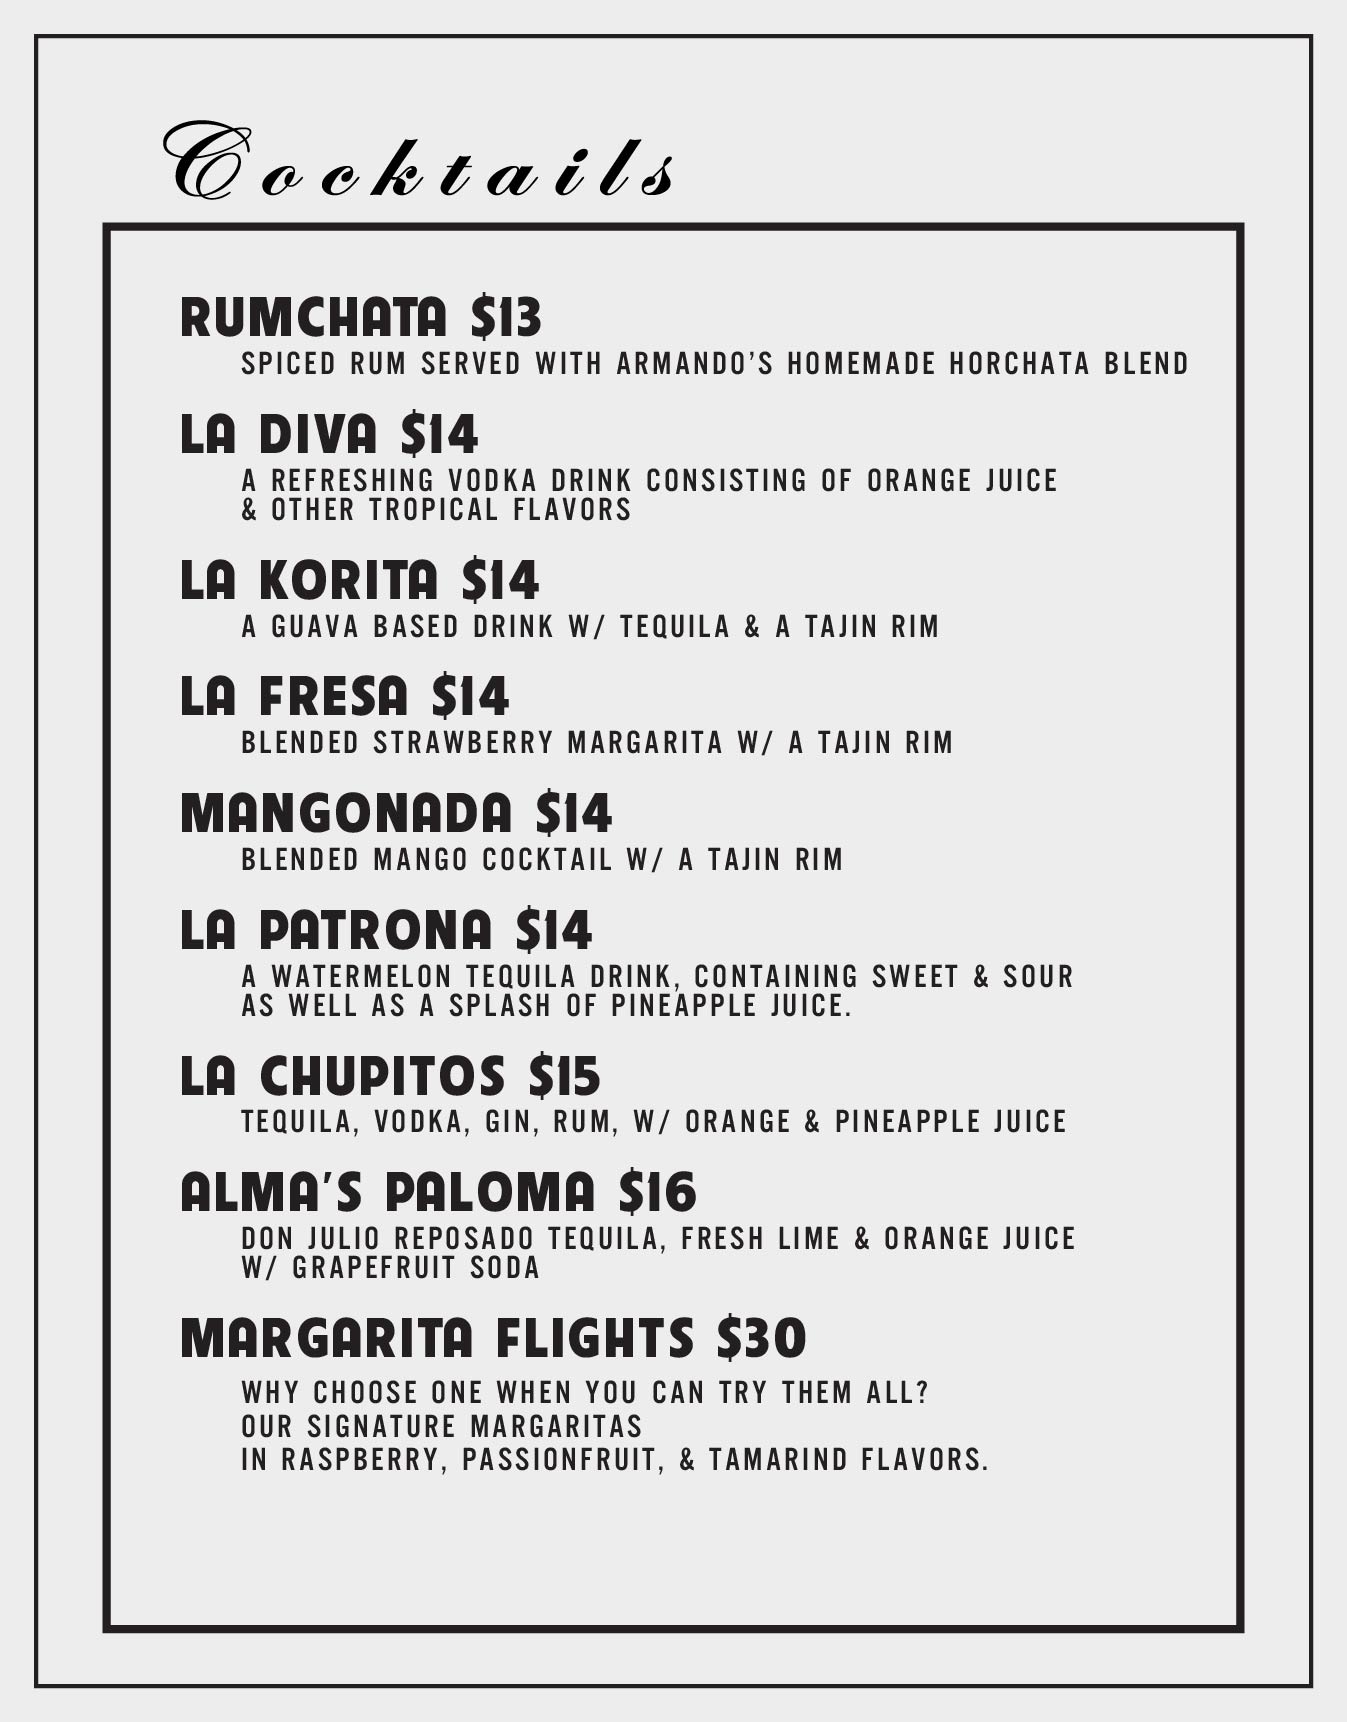 Cocktails
RUMCHATA $13
SPICED RUM SERVED WITH ARMANDO'S HOMEMADE HORCHATA BLEND
LA DIVA $14
A REFRESHING VODKA DRINK CONSISTING OF ORANGE JUICE
& OTHER TROPICAL FLAVORS
LA KORITA $14
A GUAVA BASED DRINK W/ TEQUILA & A TAJIN RIM
LA FRESA $14
BLENDED STRAWBERRY MARGARITA W/ A TAJIN RIM
MANGONADA $14
BLENDED MANGO COCKTAIL W/ A TAJIN RIM
LA PATRONA $14
A WATERMELON TEQUILA DRINK, CONTAINING SWEET & SOUR
AS WELL AS A SPLASH OF PINEAPPLE JUICE.
LA CHUPITOS $15
TEQUILA, VODKA, GIN, RUM, W/ ORANGE & PINEAPPLE JUICE
ALMA'S PALOMA $16
DON JULIO REPOSADO TEQUILA, FRESH LIME & ORANGE JUICE
W/ GRAPEFRUIT SODA
MARGARITA FLIGHTS $30
WHY CHOOSE ONE WHEN YOU CAN TRY THEM ALL?
OUR SIGNATURE MARGARITAS
IN RASPBERRY, PASSIONFRUIT, & TAMARIND FLAVORS.